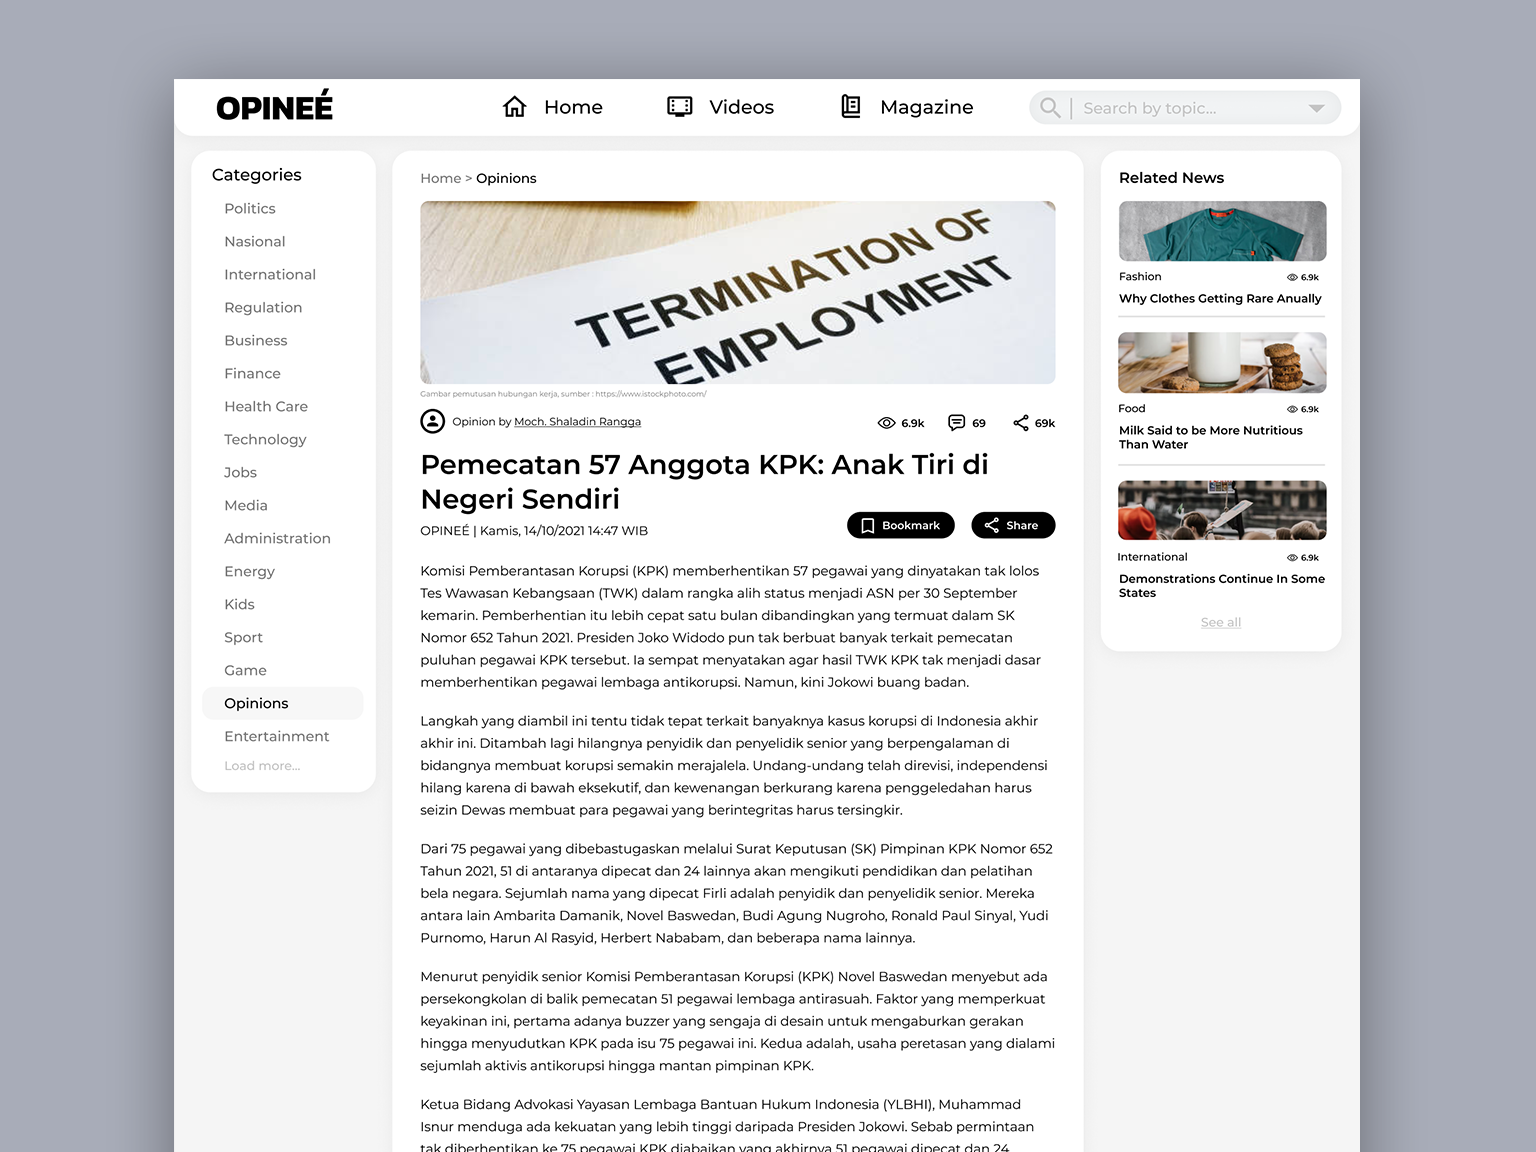 OPINEÉ
Home
Videos
Magazine
Search by topic...
Categories
Politics
Nasional
International
Regulation
Business
Finance
Health Care
Technology
Jobs
Media
Administration
Energy
Kids
Sport
Game
Opinions
Entertainment
Load more...
Home > Opinions
TERMINATION OF
EMPLOYMENT
Gambar pemutusan hubungan kerja, sumber : https://www.istockphoto.com/
Opinion by Moch. Shaladin Rangga
6.9k
69
69k
Pemecatan 57 Anggota KPK: Anak Tiri di
Negeri Sendiri
OPINEÉ | Kamis, 14/10/2021 14:47 WIB
Bookmark
Share
Komisi Pemberantasan Korupsi (KPK) memberhentikan 57 pegawai yang dinyatakan tak lolos
Tes Wawasan Kebangsaan (TWK) dalam rangka alih status menjadi ASN per 30 September
kemarin. Pemberhentian itu lebih cepat satu bulan dibandingkan yang termuat dalam SK
Nomor 652 Tahun 2021. Presiden Joko Widodo pun tak berbuat banyak terkait pemecatan
puluhan pegawai KPK tersebut. Ia sempat menyatakan agar hasil TWK KPK tak menjadi dasar
memberhentikan pegawai lembaga antikorupsi. Namun, kini Jokowi buang badan.
Langkah yang diambil ini tentu tidak tepat terkait banyaknya kasus korupsi di Indonesia akhir
akhir ini. Ditambah lagi hilangnya penyidik dan penyelidik senior yang berpengalaman di
bidangnya membuat korupsi semakin merajalela. Undang-undang telah direvisi, independensi
hilang karena di bawah eksekutif, dan kewenangan berkurang karena penggeledahan harus
seizin Dewas membuat para pegawai yang berintegritas harus tersingkir.
Dari 75 pegawai yang dibebastugaskan melalui Surat Keputusan (SK) Pimpinan KPK Nomor 652
Tahun 2021, 51 di antaranya dipecat dan 24 lainnya akan mengikuti pendidikan dan pelatihan
bela negara. Sejumlah nama yang dipecat Firli adalah penyidik dan penyelidik senior. Mereka
antara lain Ambarita Damanik, Novel Baswedan, Budi Agung Nugroho, Ronald Paul Sinyal, Yudi
Purnomo, Harun Al Rasyid, Herbert Nababam, dan beberapa nama lainnya.
Menurut penyidik senior Komisi Pemberantasan Korupsi (KPK) Novel Baswedan menyebut ada
persekongkolan di balik pemecatan 51 pegawai lembaga antirasuah. Faktor yang memperkuat
keyakinan ini, pertama adanya buzzer yang sengaja di desain untuk mengaburkan gerakan
hingga menyudutkan KPK pada isu 75 pegawai ini. Kedua adalah, usaha peretasan yang dialami
sejumlah aktivis antikorupsi hingga mantan pimpinan KPK.
Ketua Bidang Advokasi Yayasan Lembaga Bantuan Hukum Indonesia (YLBHI), Muhammad
Isnur menduga ada kekuatan yang lebih tinggi daripada Presiden Jokowi. Sebab permintaan
tak diberhentikan ke 75 pegawai KPK diabaikan yang akhirnya 51 pegawai dipecat dan 24
Related News
Fashion
6.9k
Why Clothes Getting Rare Anually
Food
6.9k
Milk Said to be More Nutritious
Than Water
International
6.9k
Demonstrations Continue In Some
States
See all